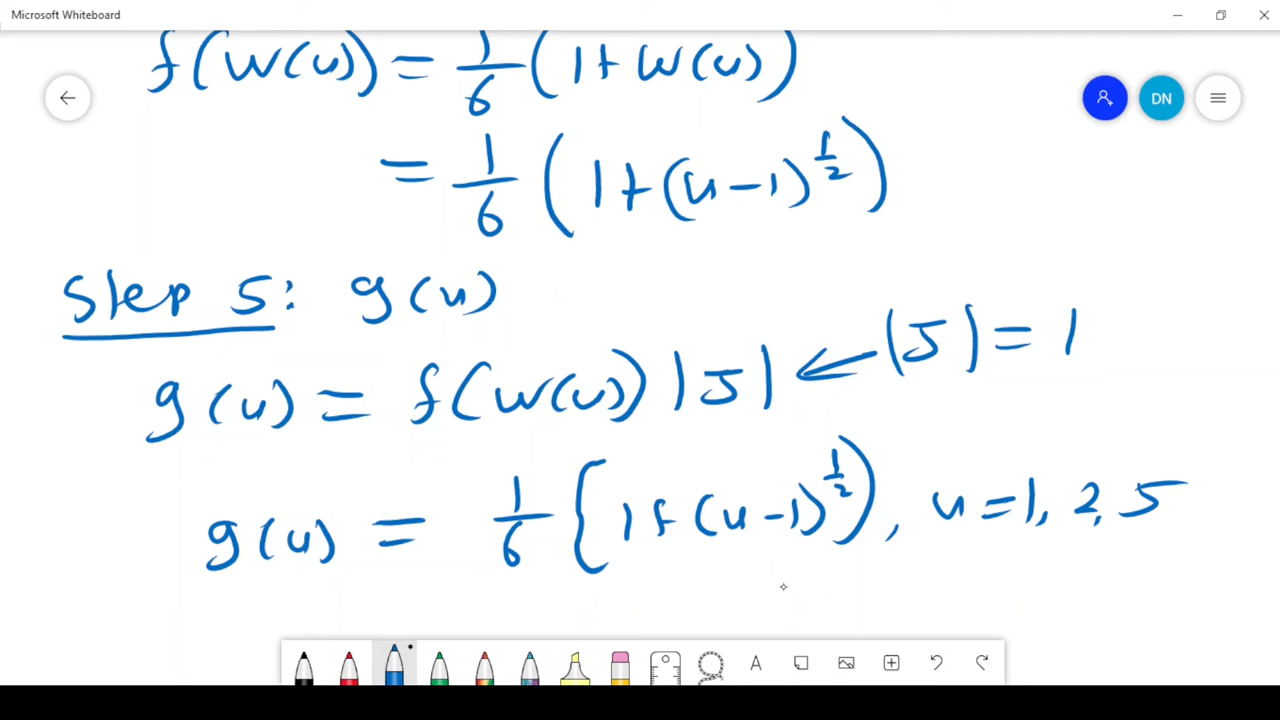 Microsoft Whiteboard
f(w(u)) = 1/6 (1+w(u))
DN
= 1/6 (1+(u-1)^1/2)
Step 5: g(u)
g(u) = f(w(u)) |J| ← |J| = 1
g(u) = 1/6 {1+(u-1)^1/2), u=1, 2, 5
A